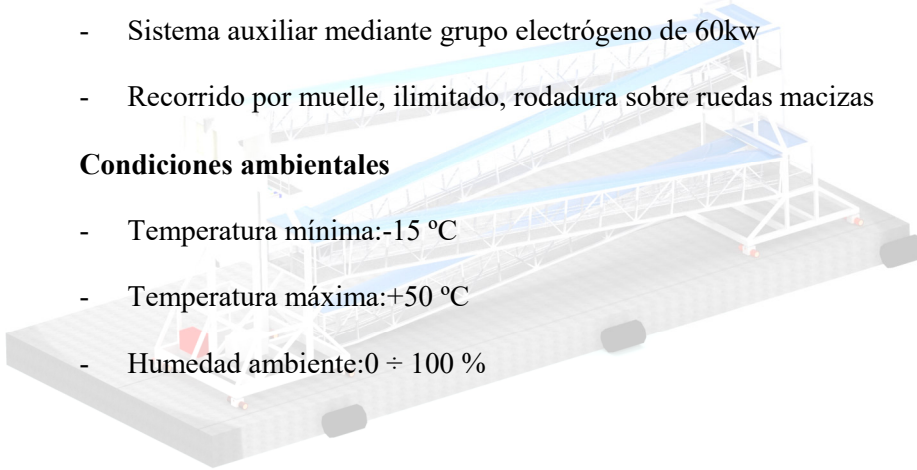 - Sistema auxiliar mediante grupo electrógeno de 60kw
- Recorrido por muelle, ilimitado, rodadura sobre ruedas macizas
Condiciones ambientales
- Temperatura mínima:-15 ºC
- Temperatura máxima:+50 ºC
- Humedad ambiente:0 ÷ 100 %